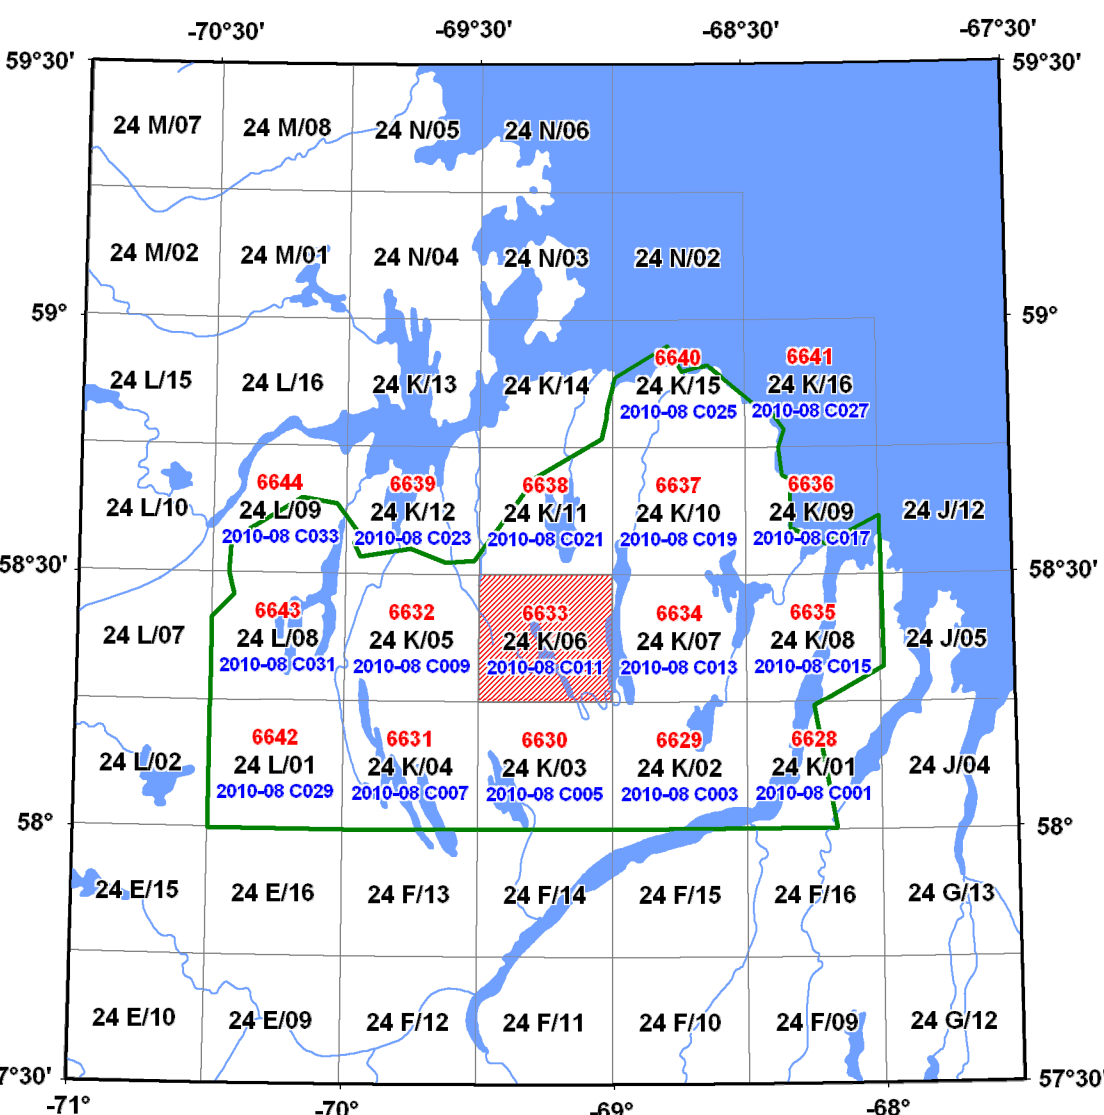 -70°30' -69°30' -68°30' -67°30'
59°30' 59°30'
24 M/07 24 M/08 24 N/05 24 N/06
24 M/02 24 M/01 24 N/04 24 N/03 24 N/02
59° 59°
6640 6641
24 L/15 24 L/16 24 K/13 24 K/14 24 K/15 24 K/16
2010-08 C025 2010-08 C027
6644 6639 6638 6637 6636
24 L/10 24 L/09 24 K/12 24 K/11 24 K/10 24 K/09 24 J/12
2010-08 C033 2010-08 C023 2010-08 C021 2010-08 C019 2010-08 C017
58°30' 58°30'
6643 6632 6633 6634 6635
24 L/07 24 L/08 24 K/05 24 K/06 24 K/07 24 K/08 24 J/05
2010-08 C031 2010-08 C009 2010-08 C011 2010-08 C013 2010-08 C015
6642 6631 6630 6629 6628
24 L/02 24 L/01 24 K/04 24 K/03 24 K/02 24 K/01 24 J/04
2010-08 C029 2010-08 C007 2010-08 C005 2010-08 C003 2010-08 C001
58° 58°
24 E/15 24 E/16 24 F/13 24 F/14 24 F/15 24 F/16 24 G/13
24 E/10 24 E/09 24 F/12 24 F/11 24 F/10 24 F/09 24 G/12
7°30' 57°30'
-71° -70° -69° -68°